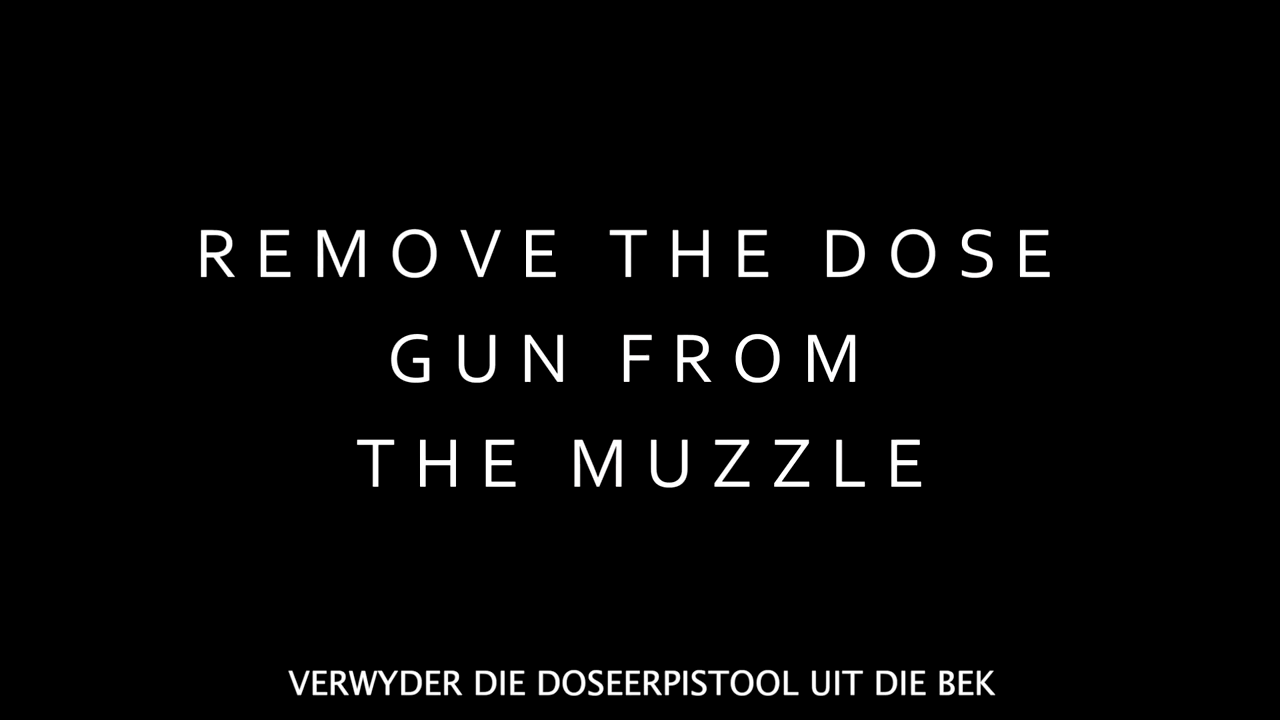 REMOVE THE DOSE
GUN FROM
THE MUZZLE
VERWYDER DIE DOSEERPISTOOL UIT DIE BEK